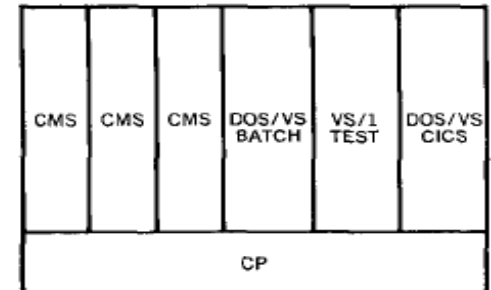 CMS
CMS
CMS
DOS/VS
BATCH
VS/1
TEST
DOS/VS
CICS
CP